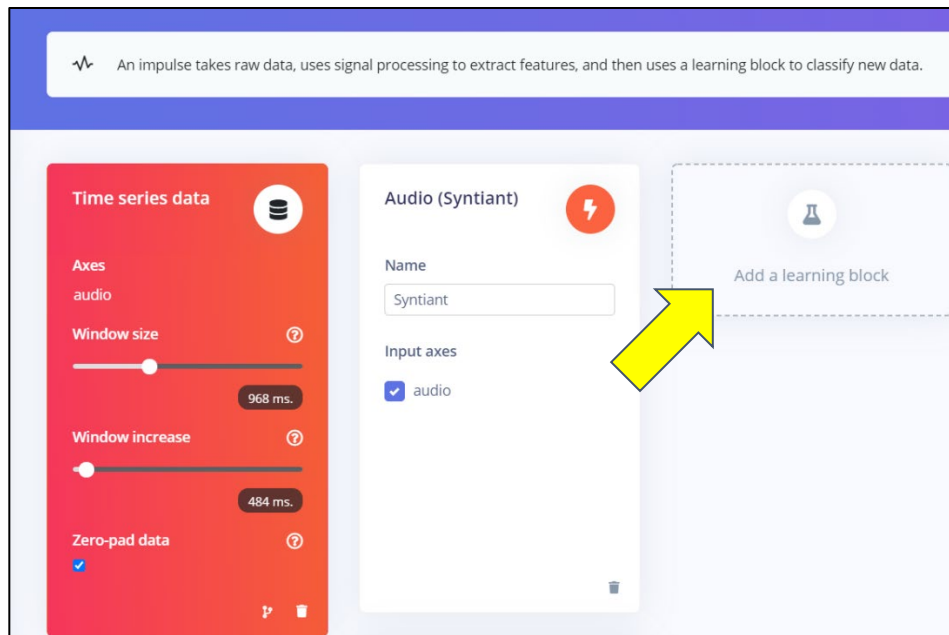 An impulse takes raw data, uses signal processing to extract features, and then uses a learning block to classify new data.
Time series data
Axes
audio
Window size
968 ms.
Window increase
484 ms.
Zero-pad data
Audio (Syntiant)
Name
Syntiant
Input axes
audio
Add a learning block